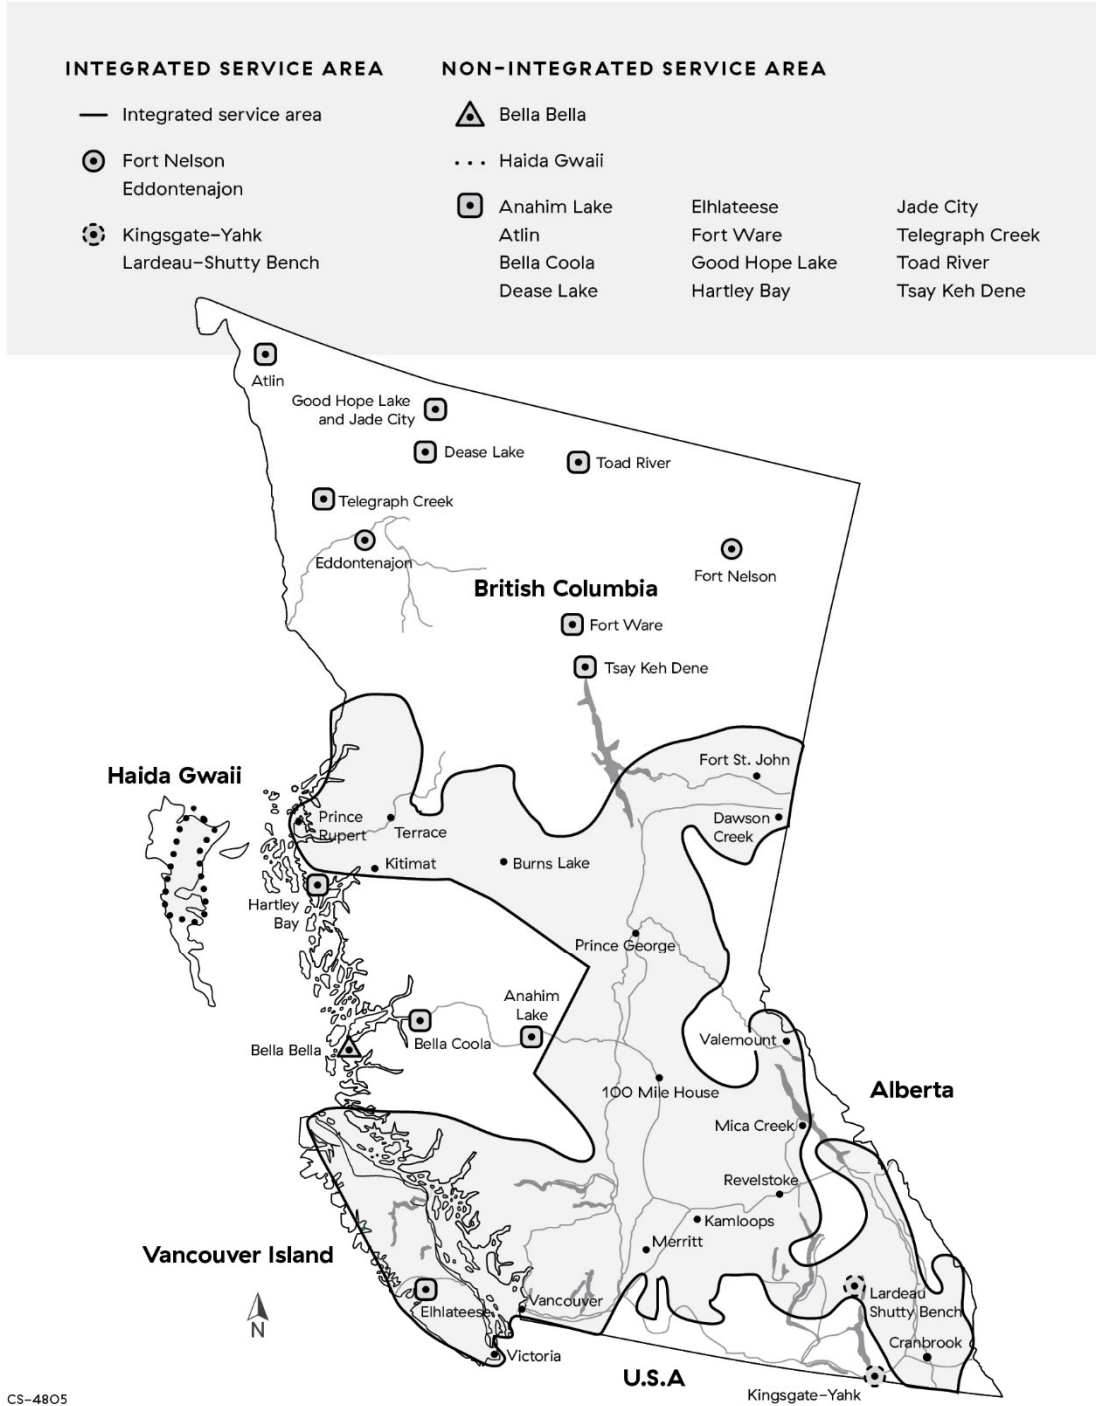 INTEGRATED SERVICE AREA
Integrated service area
Fort Nelson
Eddontenajon
Kingsgate–Yahk
Lardeau–Shutty Bench
NON–INTEGRATED SERVICE AREA
Bella Bella
Haida Gwaii
Anahim Lake
Atlin
Bella Coola
Dease Lake
Elhlateese
Fort Ware
Good Hope Lake
Hartley Bay
Jade City
Telegraph Creek
Toad River
Tsay Keh Dene
Atlin
Good Hope Lake
and Jade City
Dease Lake
Toad River
Telegraph Creek
Eddontenajon
Fort Nelson
British Columbia
Fort Ware
Tsay Keh Dene
Fort St. John
Haida Gwaii
Prince
Rupert
Terrace
Dawson
Creek
Kitimat
Burns Lake
Hartley
Bay
Prince George
Anahim
Lake
Bella Coola
Bella Bella
Valemount
100 Mile House
Alberta
Mica Creek
Revelstoke
Kamloops
Merritt
Vancouver Island
Elhlateese
Vancouver
Lardeau
Shutty Bench
Cranbrook
Victoria
U.S.A
Kingsgate–Yahk
N
CS–4805